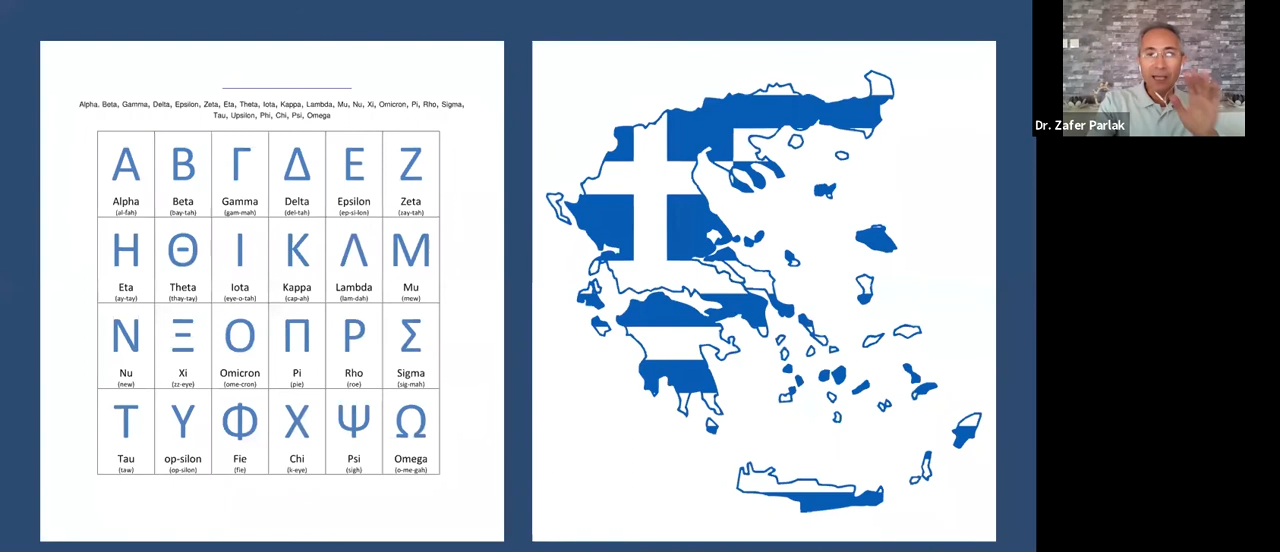 Alpha, Beta, Gamma, Delta, Epsilon, Zeta, Eta, Theta, Iota, Kappa, Lambda, Mu, Nu, Xi, Omicron, Pi, Rho, Sigma,
Tau, Upsilon, Phi, Chi, Psi, Omega
Α Β Γ Δ Ε Ζ
Alpha Beta Gamma Delta Epsilon Zeta
(al-fah) (bay-tah) (gam-mah) (del-tah) (ep-si-lon) (zay-tah)
Η Θ Ι Κ Λ Μ
Eta Theta Iota Kappa Lambda Mu
(ay-tay) (thay-tay) (eye-o-tah) (cap-ah) (lam-dah) (mew)
Ν Ξ Ο Π Ρ Σ
Nu Xi Omicron Pi Rho Sigma
(new) (zz-eye) (ome-cron) (pie) (roe) (sig-mah)
Τ Υ Φ Χ Ψ Ω
Tau op-silon Fie Chi Psi Omega
(taw) (op-silon) (fie) (k-eye) (sigh) (o-me-gah)
Dr. Zafer Parlak